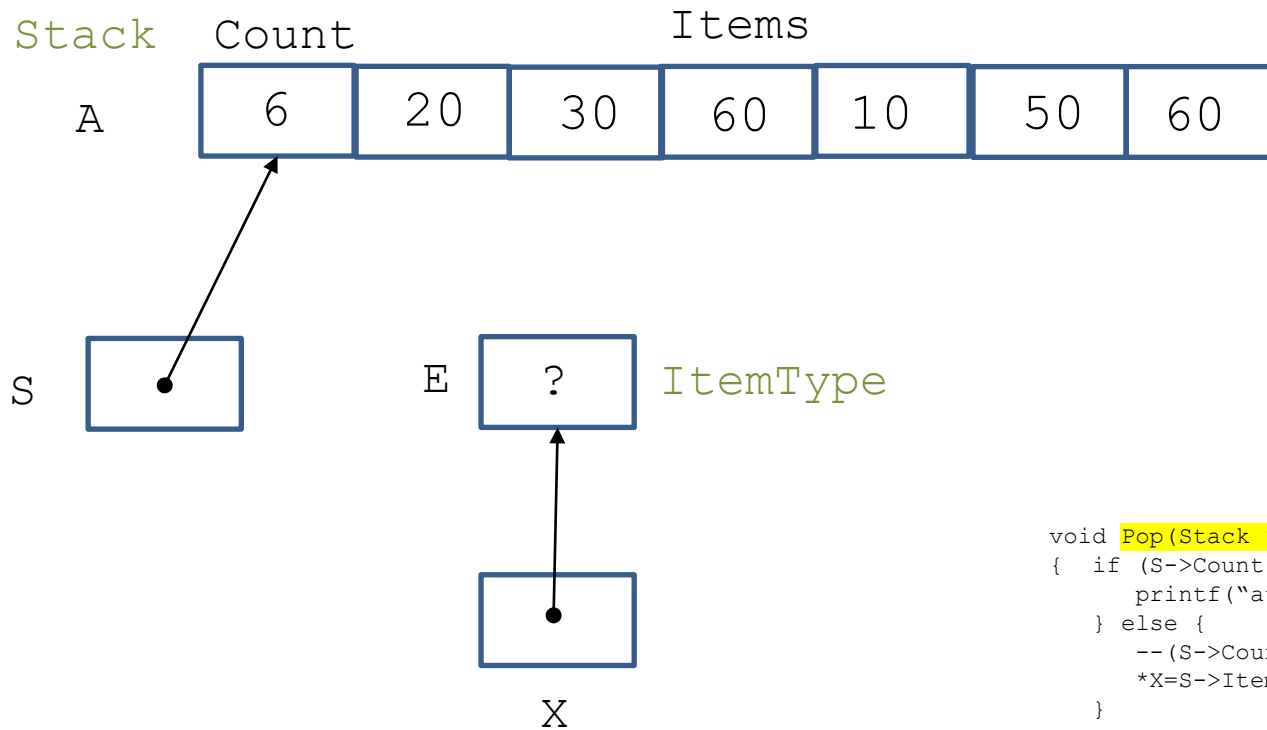 Stack Count Items
A 6 20 30 60 10 50 60
S E ? ItemType
X
void Pop(Stack
{ if (S->Count
printf(“a
} else {
--(S->Cou
*X=S->Item
}